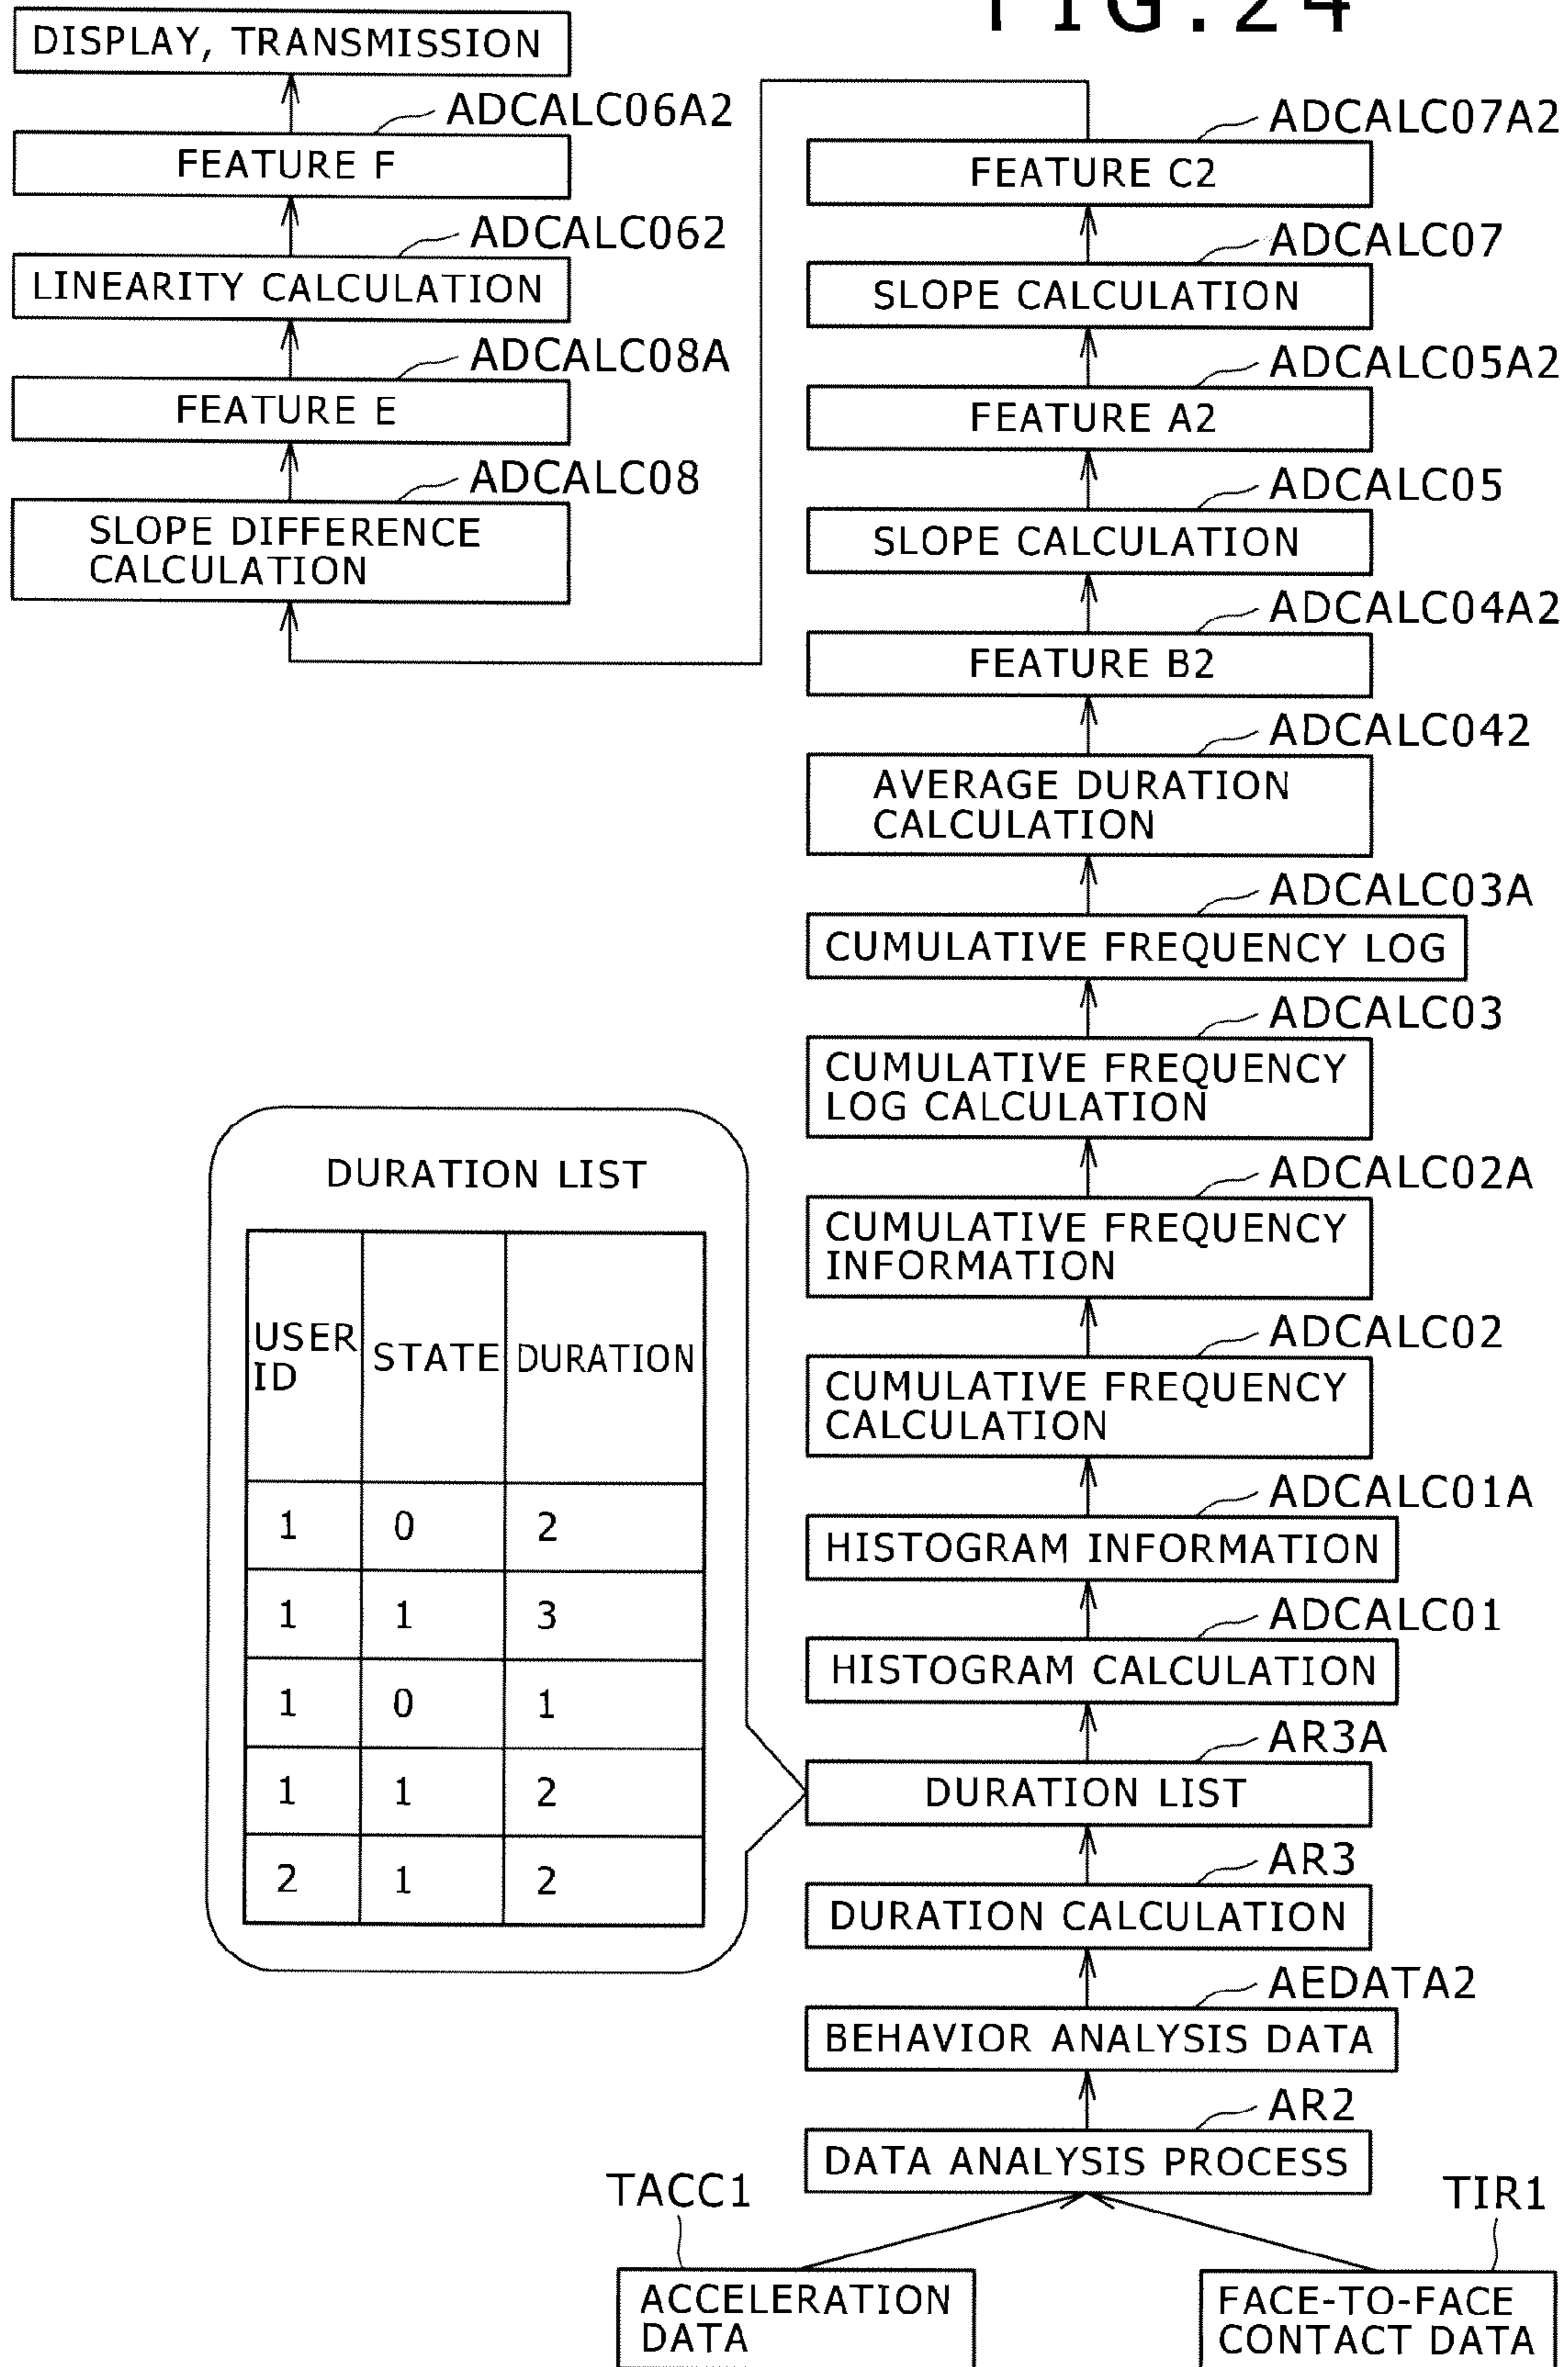 FIG.24
DISPLAY, TRANSMISSION
ADCALC06A2
FEATURE F
ADCALC062
LINEARITY CALCULATION
ADCALC08A
FEATURE E
ADCALC08
SLOPE DIFFERENCE
CALCULATION
ADCALC07A2
FEATURE C2
ADCALC07
SLOPE CALCULATION
ADCALC05A2
FEATURE A2
ADCALC05
SLOPE CALCULATION
ADCALC04A2
FEATURE B2
ADCALC042
AVERAGE DURATION
CALCULATION
ADCALC03A
CUMULATIVE FREQUENCY LOG
ADCALC03
CUMULATIVE FREQUENCY
LOG CALCULATION
ADCALC02A
CUMULATIVE FREQUENCY
INFORMATION
ADCALC02
CUMULATIVE FREQUENCY
CALCULATION
ADCALC01A
HISTOGRAM INFORMATION
ADCALC01
HISTOGRAM CALCULATION
AR3A
DURATION LIST
AR3
DURATION CALCULATION
AEDATA2
BEHAVIOR ANALYSIS DATA
AR2
DATA ANALYSIS PROCESS
DURATION LIST
USER ID STATE DURATION
1 0 2
1 1 3
1 0 1
1 1 2
2 1 2
TACC1
ACCELERATION
DATA
TIR1
FACE-TO-FACE
CONTACT DATA